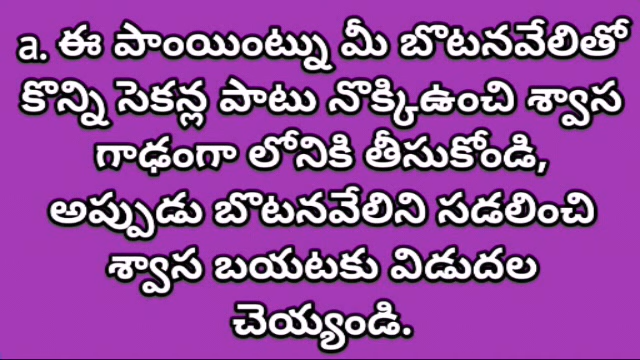 a. ఈ పాంయింట్ను మీ బొటనవేలితో
కొన్ని సెకన్ల పాటు నొక్కిఉంచి శ్వాస
గాఢంగా లోనికి తీసుకోండి,
అప్పుడు బొటనవేలిని సడలించి
శ్వాస బయటకు విడుదల
చెయ్యండి.